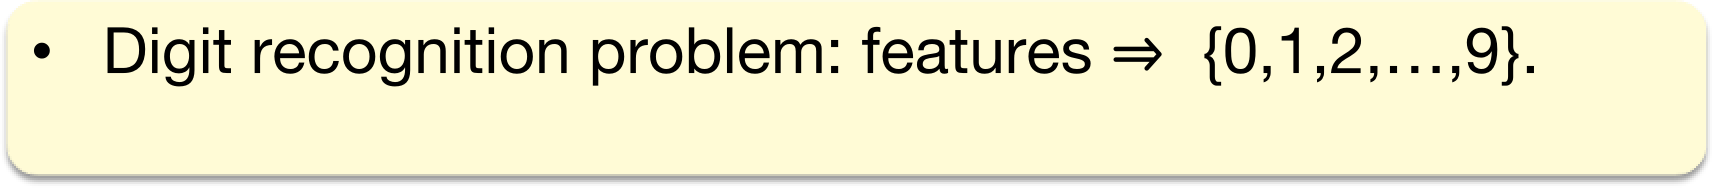 • Digit recognition problem: features ⇒ {0,1,2,…,9}.